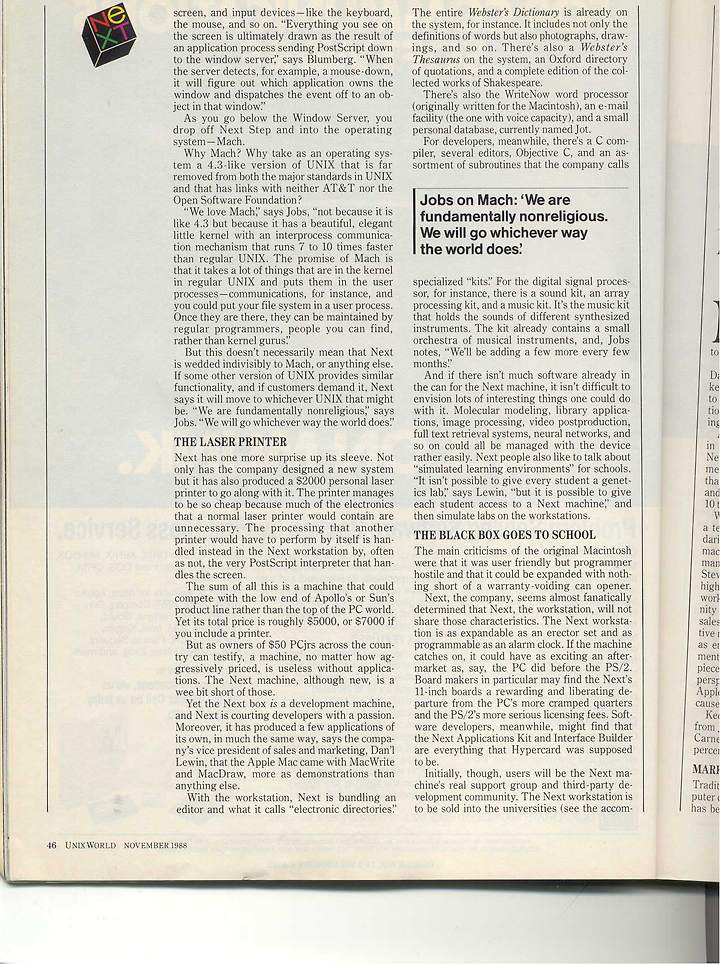 NeXT
screen, and input devices—like the keyboard,
the mouse, and so on. “Everything you see on
the screen is ultimately drawn as the result of
an application process sending PostScript down
to the window server,” says Blumberg. “When
the server detects, for example, a mouse-down,
it will figure out which application owns the
window and dispatches the event off to an ob-
ject in that window.”
As you go below the Window Server, you
drop off Next Step and into the operating
system—Mach.
Why Mach? Why take as an operating sys-
tem a 4.3-like version of UNIX that is far
removed from both the major standards in UNIX
and that has links with neither AT&T nor the
Open Software Foundation?
“We love Mach,” says Jobs, “not because it is
like 4.3 but because it has a beautiful, elegant
little kernel with an interprocess communica-
tion mechanism that runs 7 to 10 times faster
than regular UNIX. The promise of Mach is
that it takes a lot of things that are in the kernel
in regular UNIX and puts them in the user
processes—communications, for instance, and
you could put your file system in a user process.
Once they are there, they can be maintained by
regular programmers, people you can find,
rather than kernel gurus.”
But this doesn't necessarily mean that Next
is wedded indivisibly to Mach, or anything else.
If some other version of UNIX provides similar
functionality, and if customers demand it, Next
says it will move to whichever UNIX that might
be. “We are fundamentally nonreligious,” says
Jobs. “We will go whichever way the world does.”
THE LASER PRINTER
Next has one more surprise up its sleeve. Not
only has the company designed a new system
but it has also produced a $2000 personal laser
printer to go along with it. The printer manages
to be so cheap because much of the electronics
that a normal laser printer would contain are
unnecessary. The processing that another
printer would have to perform by itself is han-
dled instead in the Next workstation by, often
as not, the very PostScript interpreter that han-
dles the screen.
The sum of all this is a machine that could
compete with the low end of Apollo's or Sun's
product line rather than the top of the PC world.
Yet its total price is roughly $5000, or $7000 if
you include a printer.
But as owners of $50 PCjrs across the coun-
try can testify, a machine, no matter how ag-
gressively priced, is useless without applica-
tions. The Next machine, although new, is a
wee bit short of those.
Yet the Next box is a development machine,
and Next is courting developers with a passion.
Moreover, it has produced a few applications of
its own, in much the same way, says the compa-
ny's vice president of sales and marketing, Dan'l
Lewin, that the Apple Mac came with MacWrite
and MacDraw, more as demonstrations than
anything else.
With the workstation, Next is bundling an
editor and what it calls “electronic directories.”
The entire Webster's Dictionary is already on
the system, for instance. It includes not only the
definitions of words but also photographs, draw-
ings, and so on. There's also a Webster's
Thesaurus on the system, an Oxford directory
of quotations, and a complete edition of the col-
lected works of Shakespeare.
There's also the WriteNow word processor
(originally written for the Macintosh), an e-mail
facility (the one with voice capacity), and a small
personal database, currently named Jot.
For developers, meanwhile, there's a C com-
piler, several editors, Objective C, and an as-
sortment of subroutines that the company calls
Jobs on Mach: ‘We are
fundamentally nonreligious.
We will go whichever way
the world does.’
specialized “kits.” For the digital signal proces-
sor, for instance, there is a sound kit, an array
processing kit, and a music kit. It's the music kit
that holds the sounds of different synthesized
instruments. The kit already contains a small
orchestra of musical instruments, and, Jobs
notes, “We'll be adding a few more every few
months.”
And if there isn't much software already in
the can for the Next machine, it isn't difficult to
envision lots of interesting things one could do
with it. Molecular modeling, library applica-
tions, image processing, video postproduction,
full text retrieval systems, neural networks, and
so on could all be managed with the device
rather easily. Next people also like to talk about
“simulated learning environments” for schools.
“It isn't possible to give every student a genet-
ics lab,” says Lewin, “but it is possible to give
each student access to a Next machine,” and
then simulate labs on the workstations.
THE BLACK BOX GOES TO SCHOOL
The main criticisms of the original Macintosh
were that it was user friendly but programmer
hostile and that it could be expanded with noth-
ing short of a warranty-voiding can opener.
Next, the company, seems almost fanatically
determined that Next, the workstation, will not
share those characteristics. The Next worksta-
tion is as expandable as an erector set and as
programmable as an alarm clock. If the machine
catches on, it could have as exciting an after-
market as, say, the PC did before the PS/2.
Board makers in particular may find the Next's
11-inch boards a rewarding and liberating de-
parture from the PC's more cramped quarters
and the PS/2's more serious licensing fees. Soft-
ware developers, meanwhile, might find that
the Next Applications Kit and Interface Builder
are everything that Hypercard was supposed
to be.
Initially, though, users will be the Next ma-
chine's real support group and third-party de-
velopment community. The Next workstation is
to be sold into the universities (see the accom-
46 UNIXWORLD NOVEMBER 1988